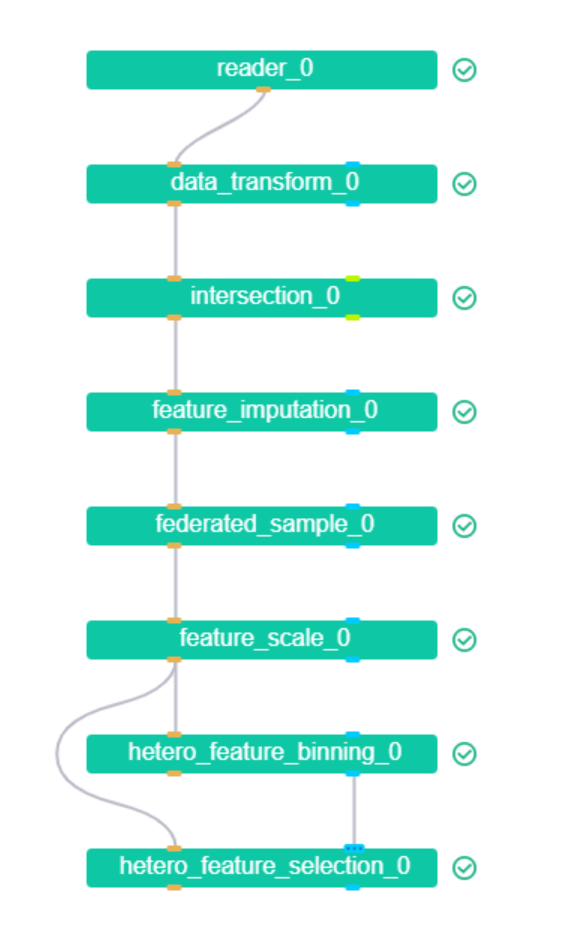 reader_0
data_transform_0
intersection_0
feature_imputation_0
federated_sample_0
feature_scale_0
hetero_feature_binning_0
hetero_feature_selection_0